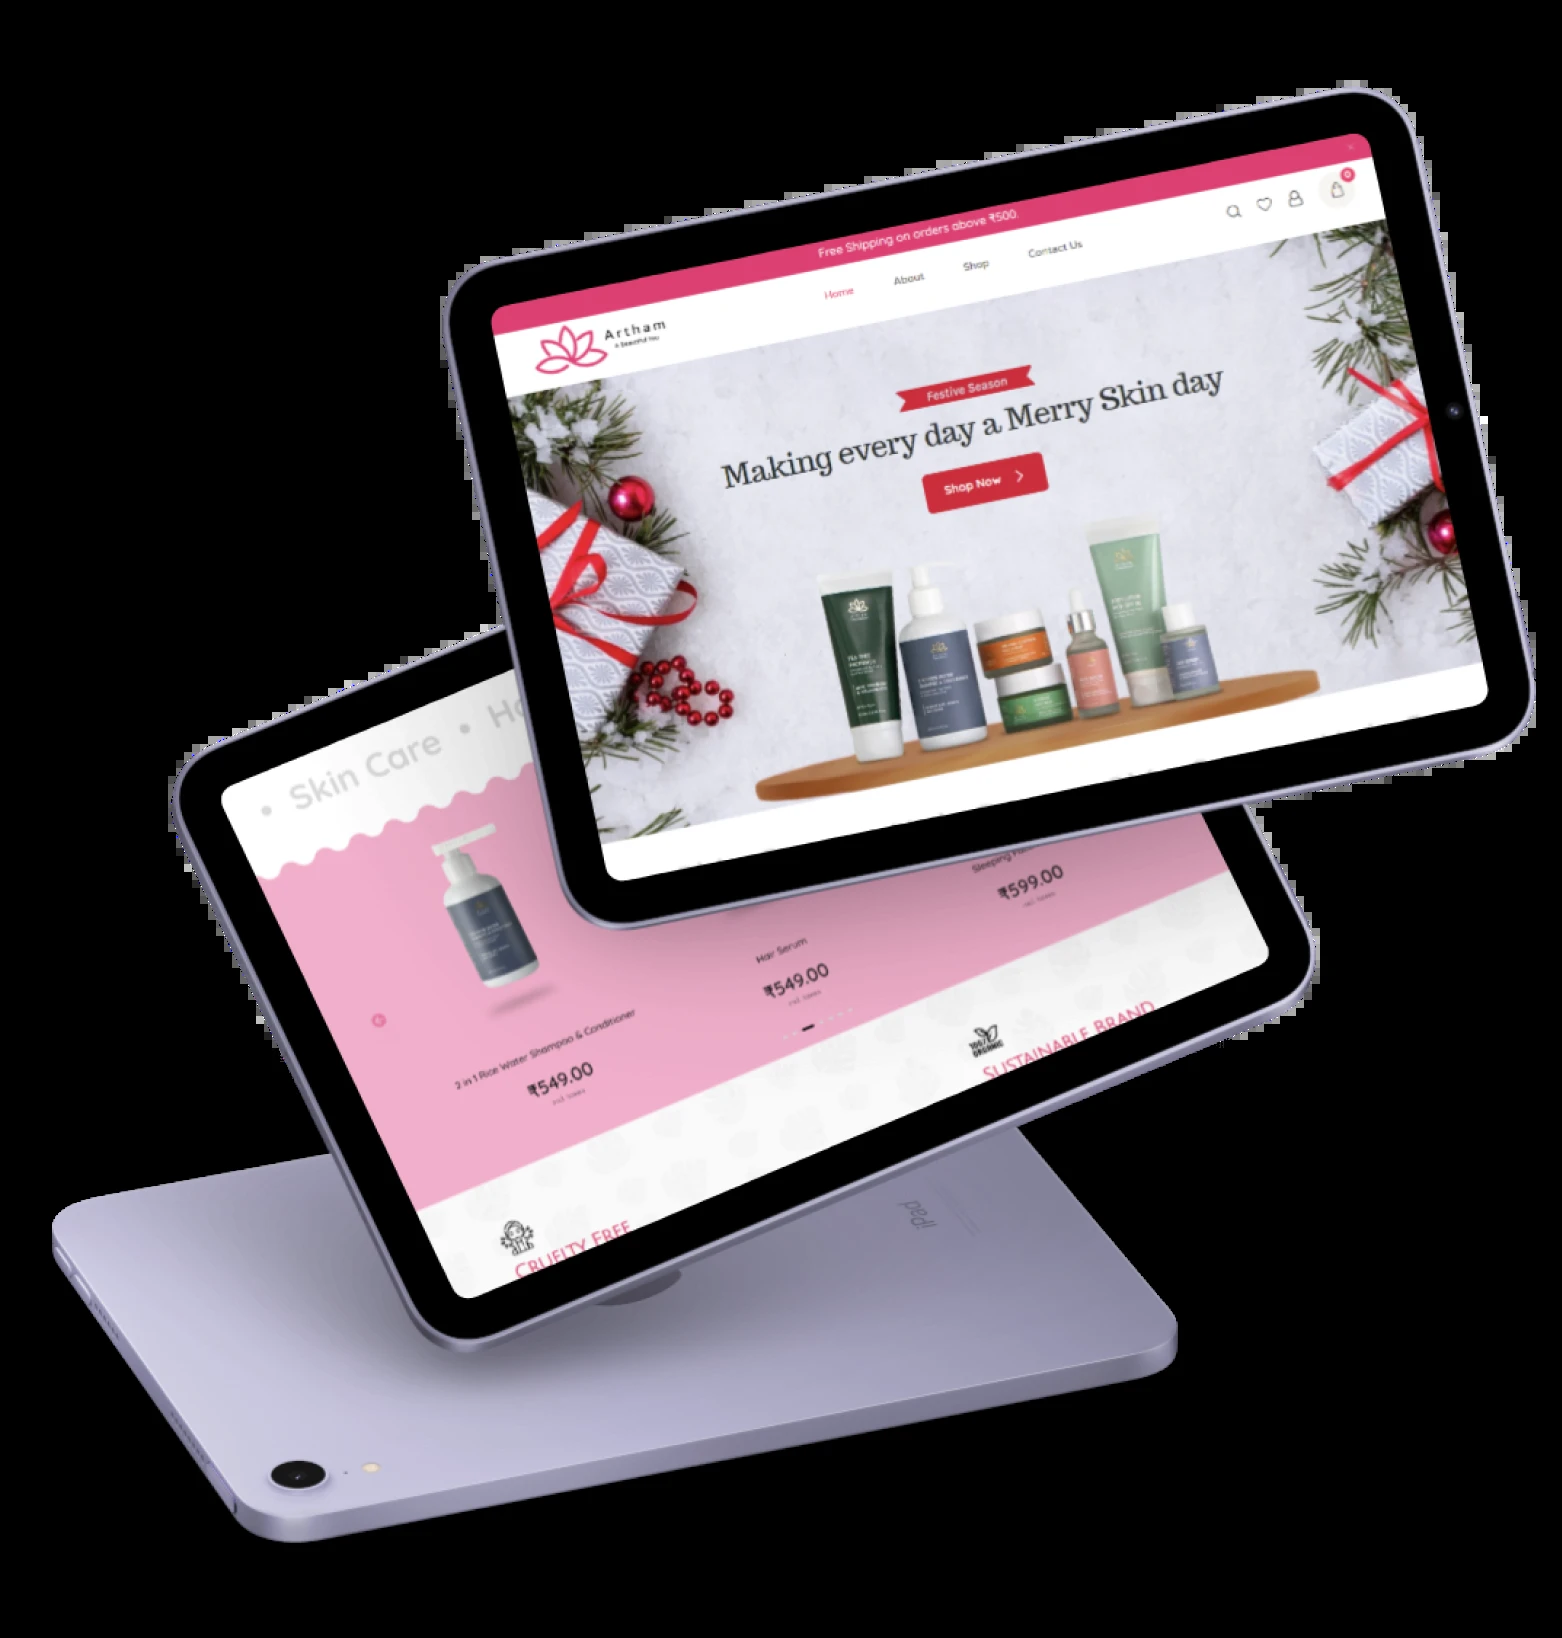 Free Shipping on orders above ₹500.
Artham
A Beautiful You
Home
About
Shop
Contact Us
0
Festive Season
Making every day a Merry Skin day
Shop Now
• Skin Care •
2 in 1 Rice Water Shampoo & Conditioner
₹549.00
incl. taxes
Hair Serum
₹549.00
incl. taxes
Sleeping
₹599.00
incl. taxes
100%
ORGANIC
SUSTAINABLE BRAND
CRUELTY FREE
iPad